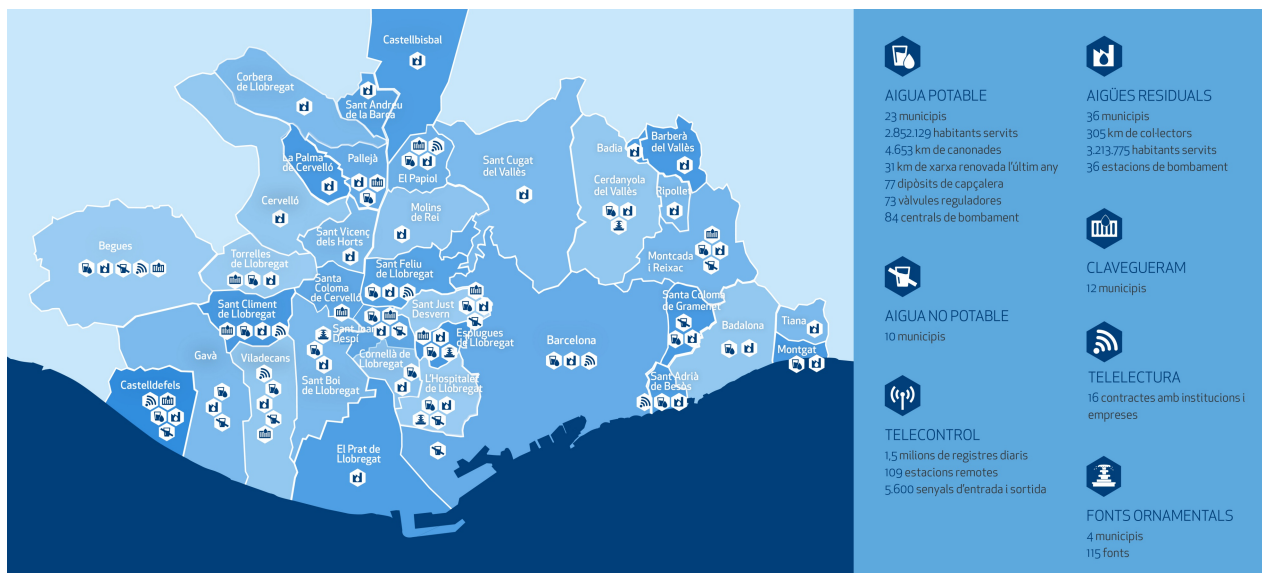 Castellbisbal
Corbera
de Llobregat
Sant Andreu
de la Barca
La Palma
de Cervelló
Pallejà
El Papiol
Sant Cugat
del Vallès
Badia
Barberà
del Vallès
Cerdanyola
del Vallès
Ripollet
Cervelló
Molins
de Rei
Sant Vicenç
dels Horts
Begues
Torrelles
de Llobregat
Montcada
i Reixac
Sant Feliu
de Llobregat
Santa
Coloma
de Cervelló
Sant Climent
de Llobregat
Sant Just
Desvern
Santa Coloma
de Gramenet
Sant Joan
Despí
Esplugues
de Llobregat
Barcelona
Badalona
Tiana
Montgat
Gavà
Viladecans
Cornellà de
Llobregat
Castelldefels
Sant Boi
de Llobregat
L'Hospitalet
de Llobregat
Sant Adrià
de Besòs
El Prat de
Llobregat
AIGUA POTABLE
23 municipis
2.852.129 habitants servits
4.653 km de canonades
31 km de xarxa renovada l'últim any
77 dipòsits de capçalera
73 vàlvules reguladores
84 centrals de bombament
AIGUA NO POTABLE
10 municipis
TELECONTROL
1,5 milions de registres diaris
109 estacions remotes
5.600 senyals d'entrada i sortida
AIGÜES RESIDUALS
36 municipis
305 km de col·lectors
3.213.775 habitants servits
36 estacions de bombament
CLAVEGUERAM
12 municipis
TELELECTURA
16 contractes amb institucions i
empreses
FONTS ORNAMENTALS
4 municipis
115 fonts